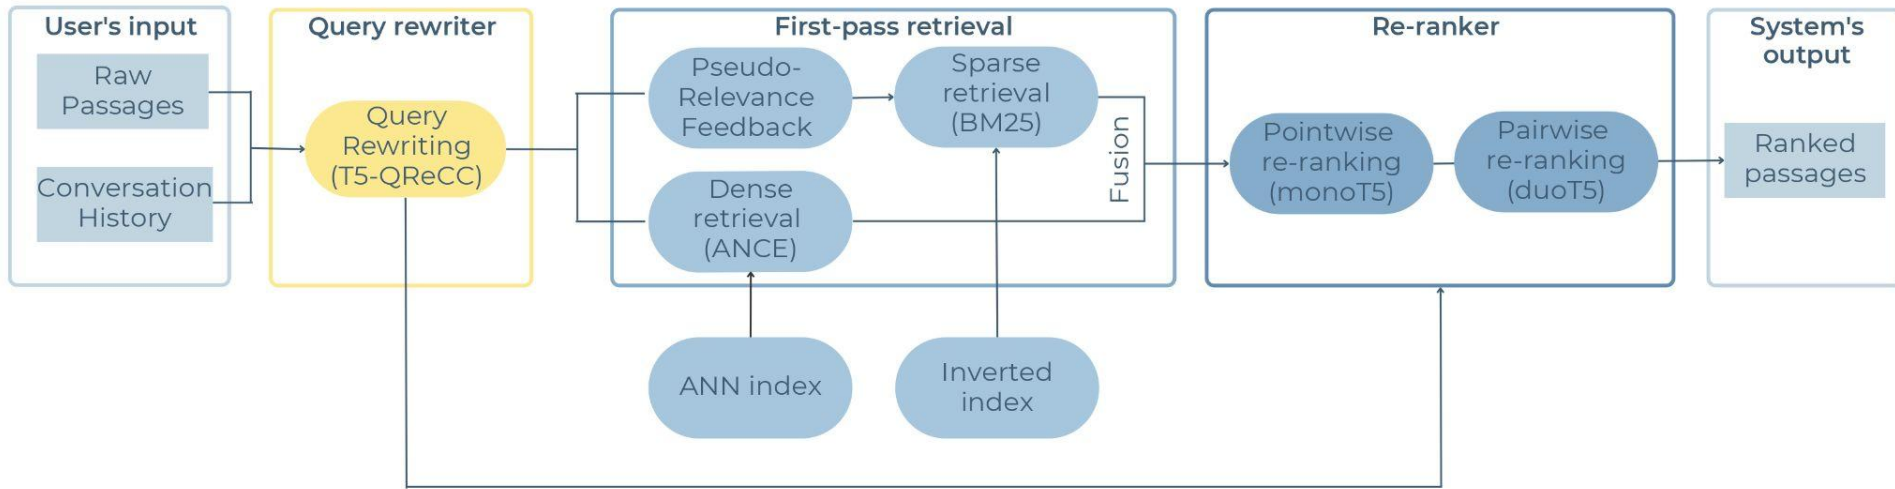 User's input
Raw
Passages
Conversation
History
Query rewriter
Query
Rewriting
(T5-QReCC)
First-pass retrieval
Pseudo-
Relevance
Feedback
Sparse
retrieval
(BM25)
Dense
retrieval
(ANCE)
Fusion
ANN index
Inverted
index
Re-ranker
Pointwise
re-ranking
(monoT5)
Pairwise
re-ranking
(duoT5)
System's
output
Ranked
passages